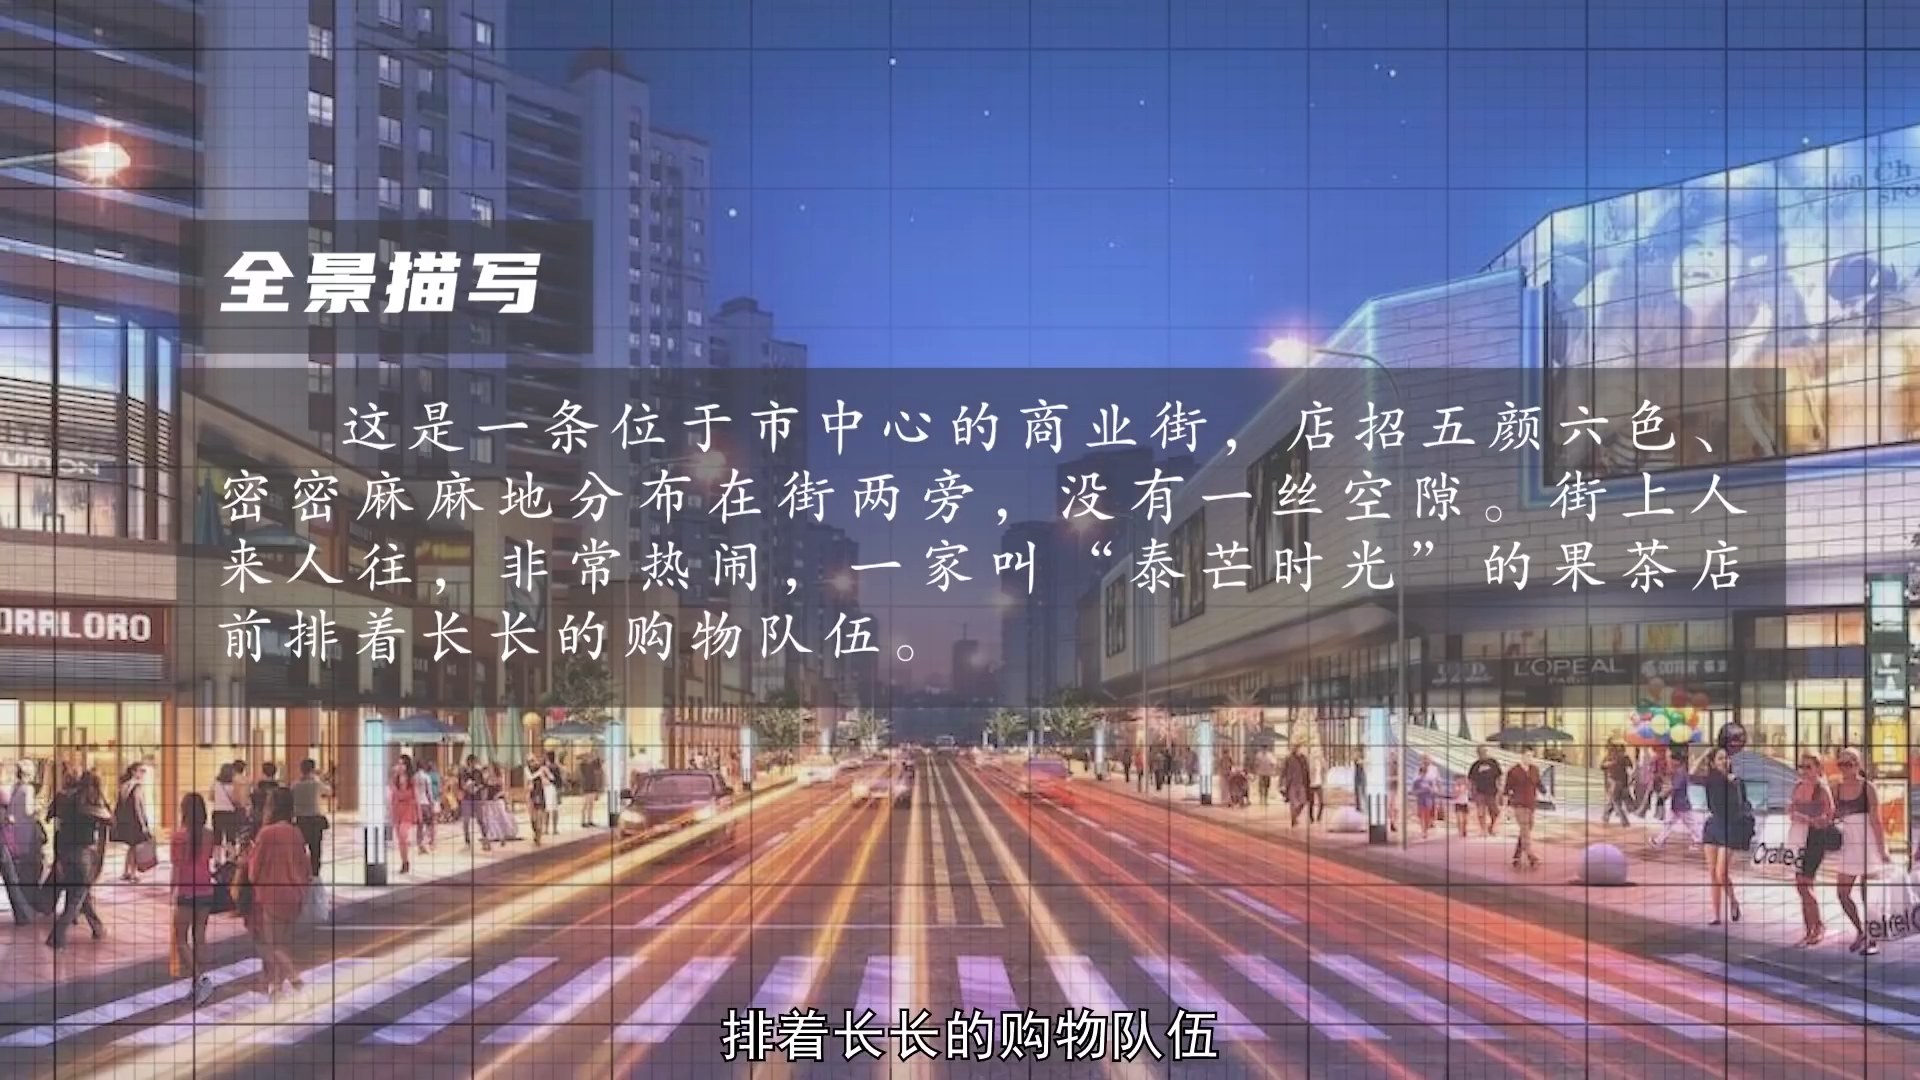 全景描写
这是一条位于市中心的商业街，店招五颜六色、
密密麻麻地分布在街两旁，没有一丝空隙。街上人
来人往，非常热闹，一家叫“泰芒时光”的果茶店
前排着长长的购物队伍。
ORALORO
L'OREAL
PARIS
Crate&
排着长长的购物队伍